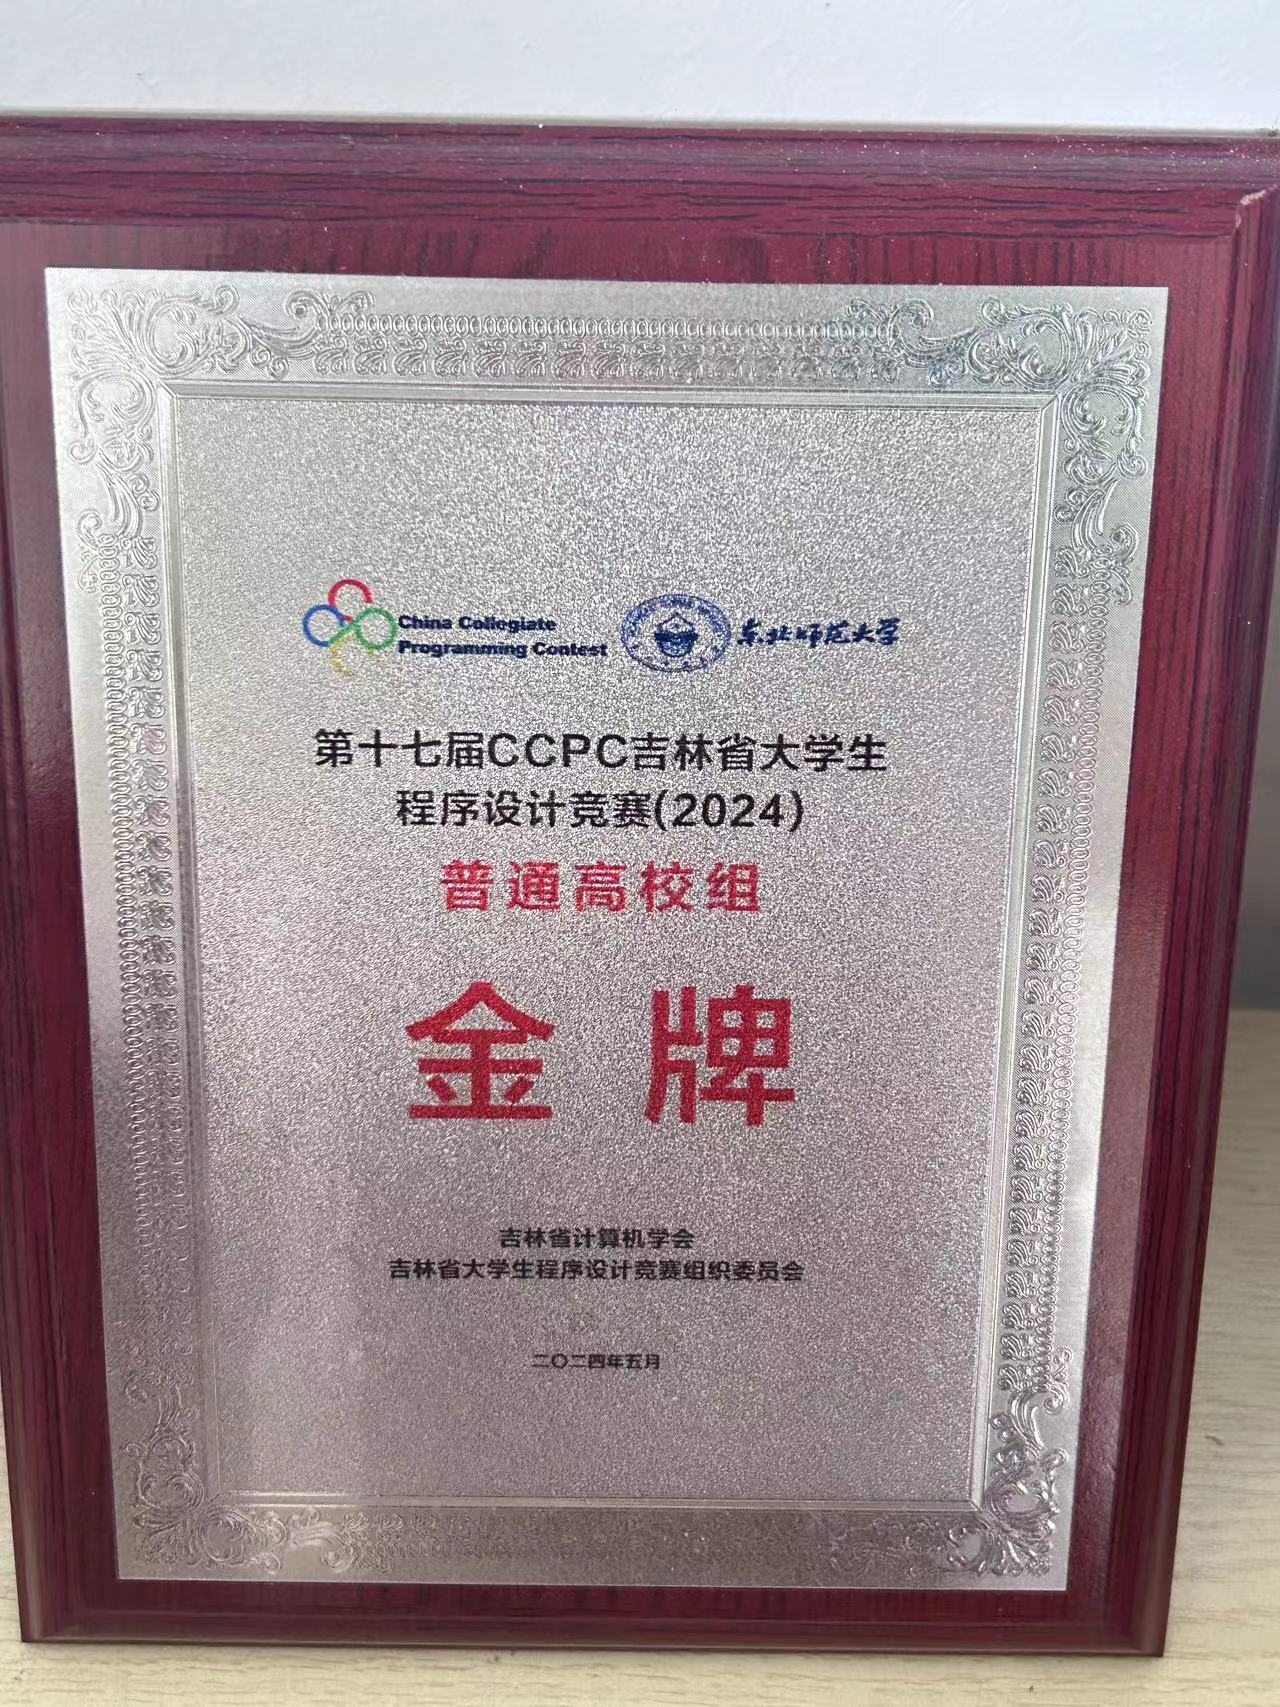 China Collegiate
Programming Contest
东北师范大学
第十七届CCPC吉林省大学生
程序设计竞赛(2024)
普通高校组
金牌
吉林省计算机学会
吉林省大学生程序设计竞赛组织委员会
二〇二四年五月